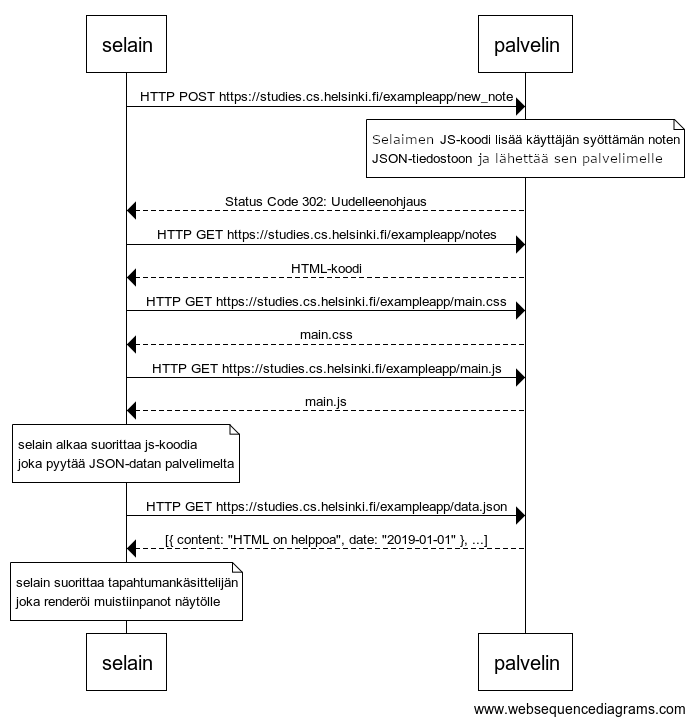 selain palvelin
HTTP POST https://studies.cs.helsinki.fi/exampleapp/new_note
Selaimen JS-koodi lisää käyttäjän syöttämän noten
JSON-tiedostoon ja lähettää sen palvelimelle
Status Code 302: Uudelleenohjaus
HTTP GET https://studies.cs.helsinki.fi/exampleapp/notes
HTML-koodi
HTTP GET https://studies.cs.helsinki.fi/exampleapp/main.css
main.css
HTTP GET https://studies.cs.helsinki.fi/exampleapp/main.js
main.js
selain alkaa suorittaa js-koodia
joka pyytää JSON-datan palvelimelta
HTTP GET https://studies.cs.helsinki.fi/exampleapp/data.json
[{ content: "HTML on helppoa", date: "2019-01-01" }, ...]
selain suorittaa tapahtumankäsittelijän
joka renderöi muistiinpanot näytölle
selain palvelin
www.websequencediagrams.com